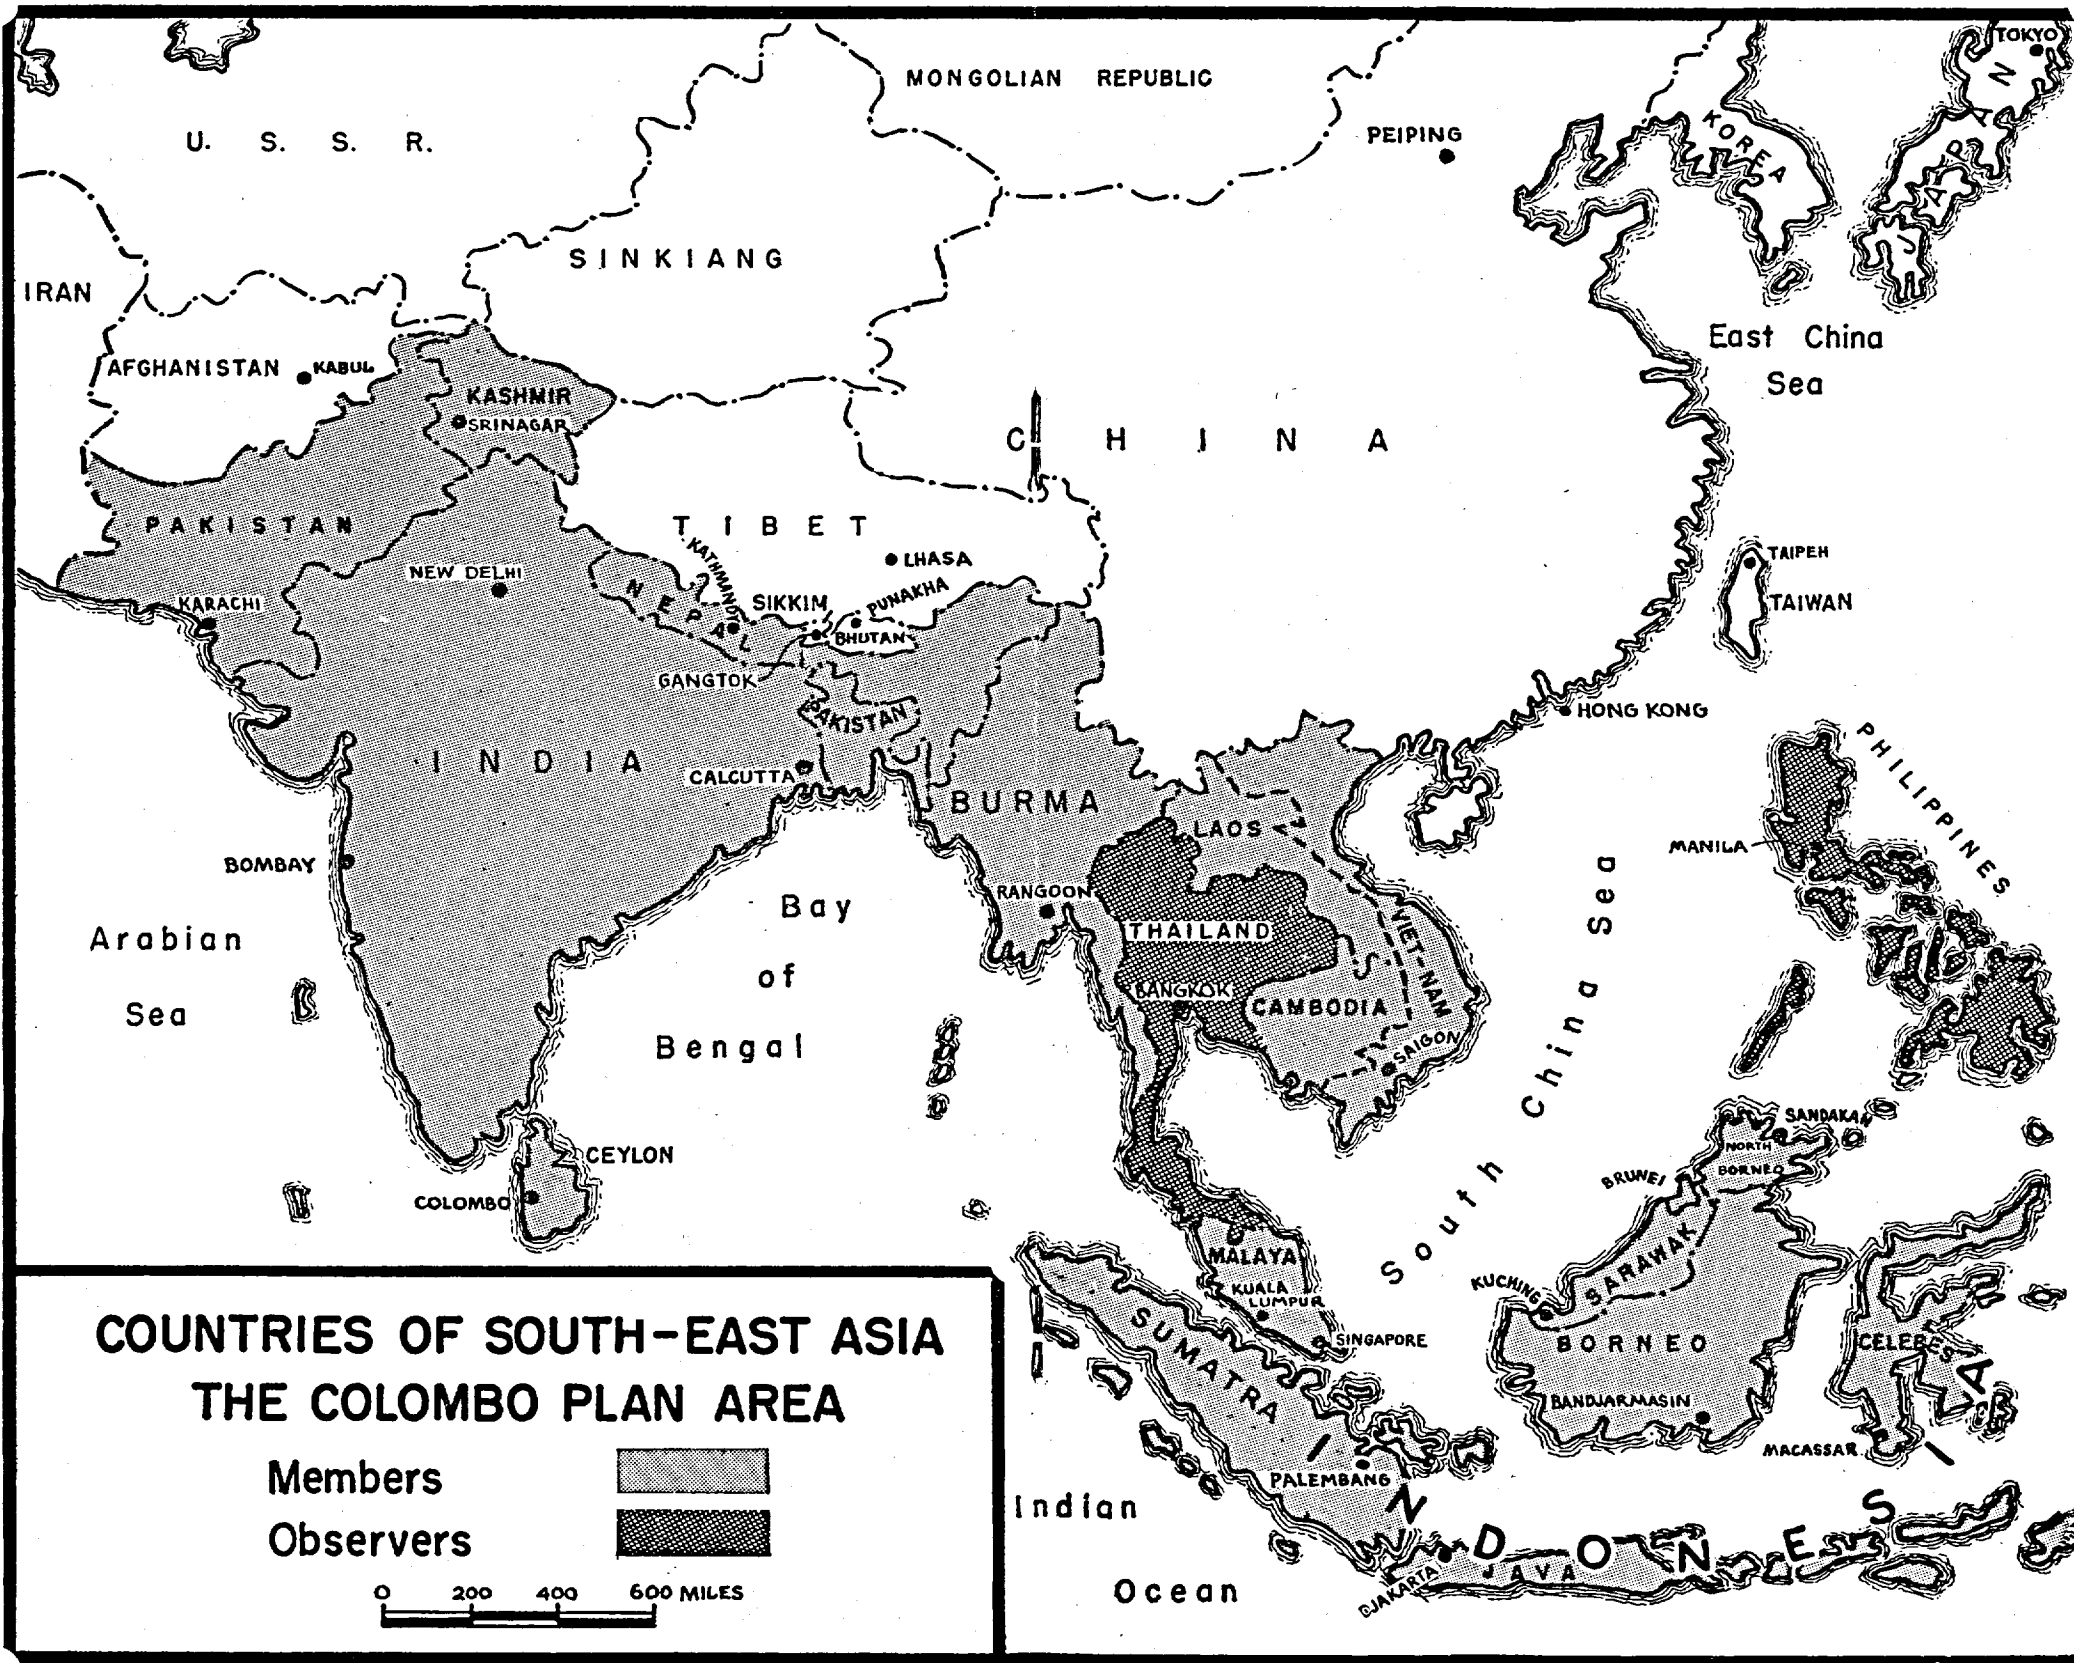 TOKYO
MONGOLIAN REPUBLIC
U. S. S. R.
PEIPING
KOREA
JAPAN
SINKIANG
IRAN
East China
Sea
AFGHANISTAN
KABUL
KASHMIR
SRINAGAR
CHINA
PAKISTAN
TIBET
KATHMANDU
LHASA
TAIPEH
TAIWAN
NEW DELHI
NEPAL
SIKKIM
PUNAKHA
KARACHI
BHUTAN
GANGTOK
PAKISTAN
HONG KONG
INDIA
CALCUTTA
BURMA
PHILIPPINES
LAOS
MANILA
BOMBAY
RANGOON
Bay
of
Bengal
THAILAND
VIET-NAM
South China Sea
Arabian
Sea
BANGKOK
CAMBODIA
SAIGON
SANDAKAN
NORTH
BORNEO
CEYLON
BRUNEI
COLOMBO
SARAWAK
MALAYA
KUALA
LUMPUR
KUCHING
SINGAPORE
BORNEO
CELEBES
SUMATRA
BANDJARMASIN
MACASSAR
PALEMBANG
INDONESIA
Indian
Ocean
DJAKARTA
JAVA
COUNTRIES OF SOUTH-EAST ASIA
THE COLOMBO PLAN AREA
Members
Observers
0 200 400 600 MILES